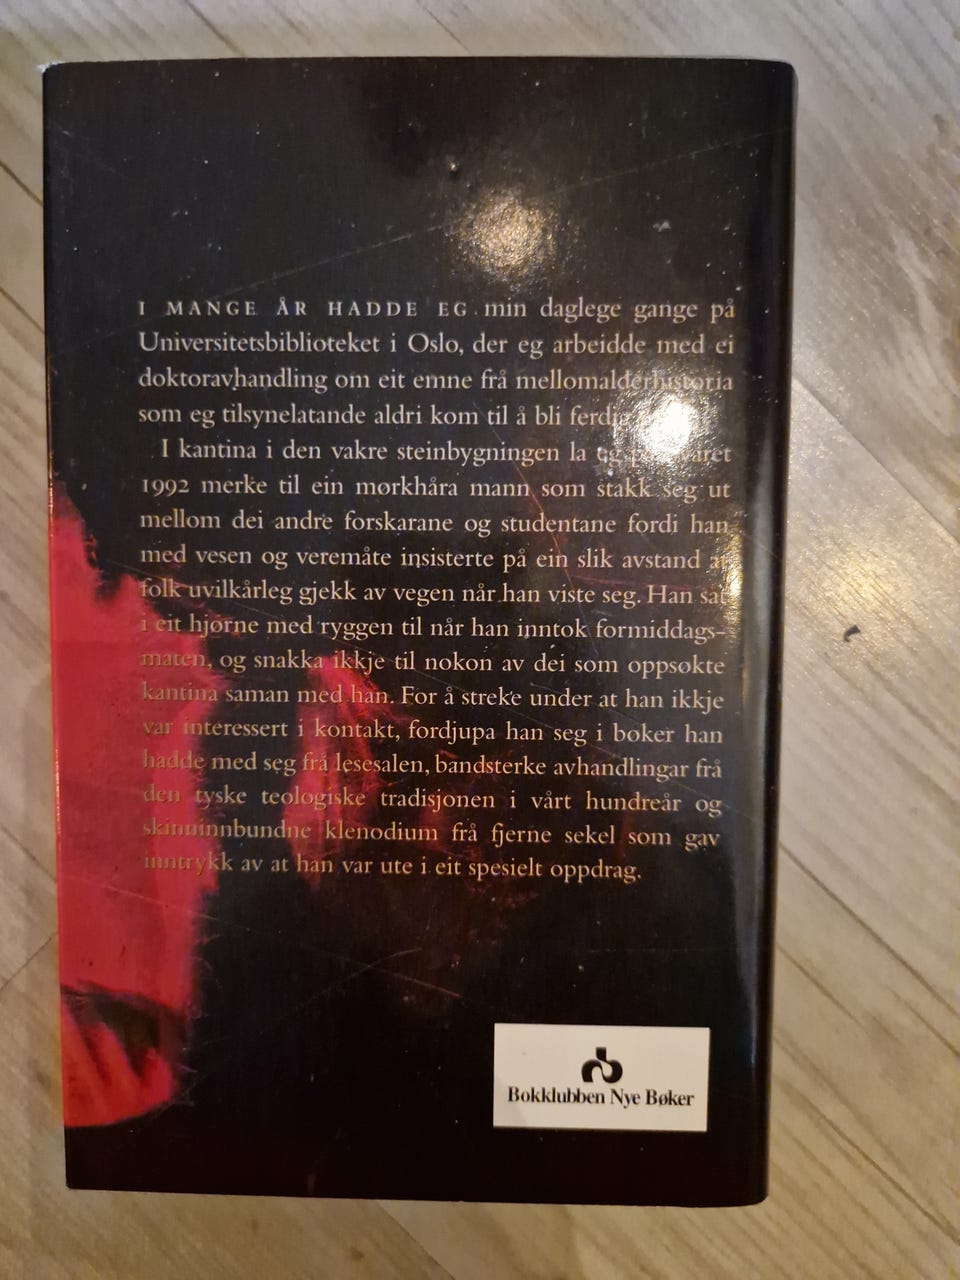 I MANGE ÅR HADDE EG min daglege gange på
Universitetsbiblioteket i Oslo, der eg arbeidde med ei
doktoravhandling om eit emne frå mellomalderhistoria
som eg tilsynelatande aldri kom til å bli ferdig
I kantina i den vakre steinbygningen la eg
1992 merke til ein mørkhåra mann som stakk seg ut
mellom dei andre forskarane og studentane fordi han
med vesen og veremåte insisterte på ein slik avstand at
folk uvilkårleg gjekk av vegen når han viste seg. Han sat
i eit hjørne med ryggen til når han inntok formiddags-
maten, og snakka ikkje til nokon av dei som oppsøkte
kantina saman med han. For å streke under at han ikkje
var interessert i kontakt, fordjupa han seg i bøker han
hadde med seg frå lesesalen, bandsterke avhandlingar frå
den tyske teologiske tradisjonen i vårt hundreår og
skinninnbundne klenodium frå fjerne sekel som gav
inntrykk av at han var ute i eit spesielt oppdrag.
Bokklubben Nye Bøker